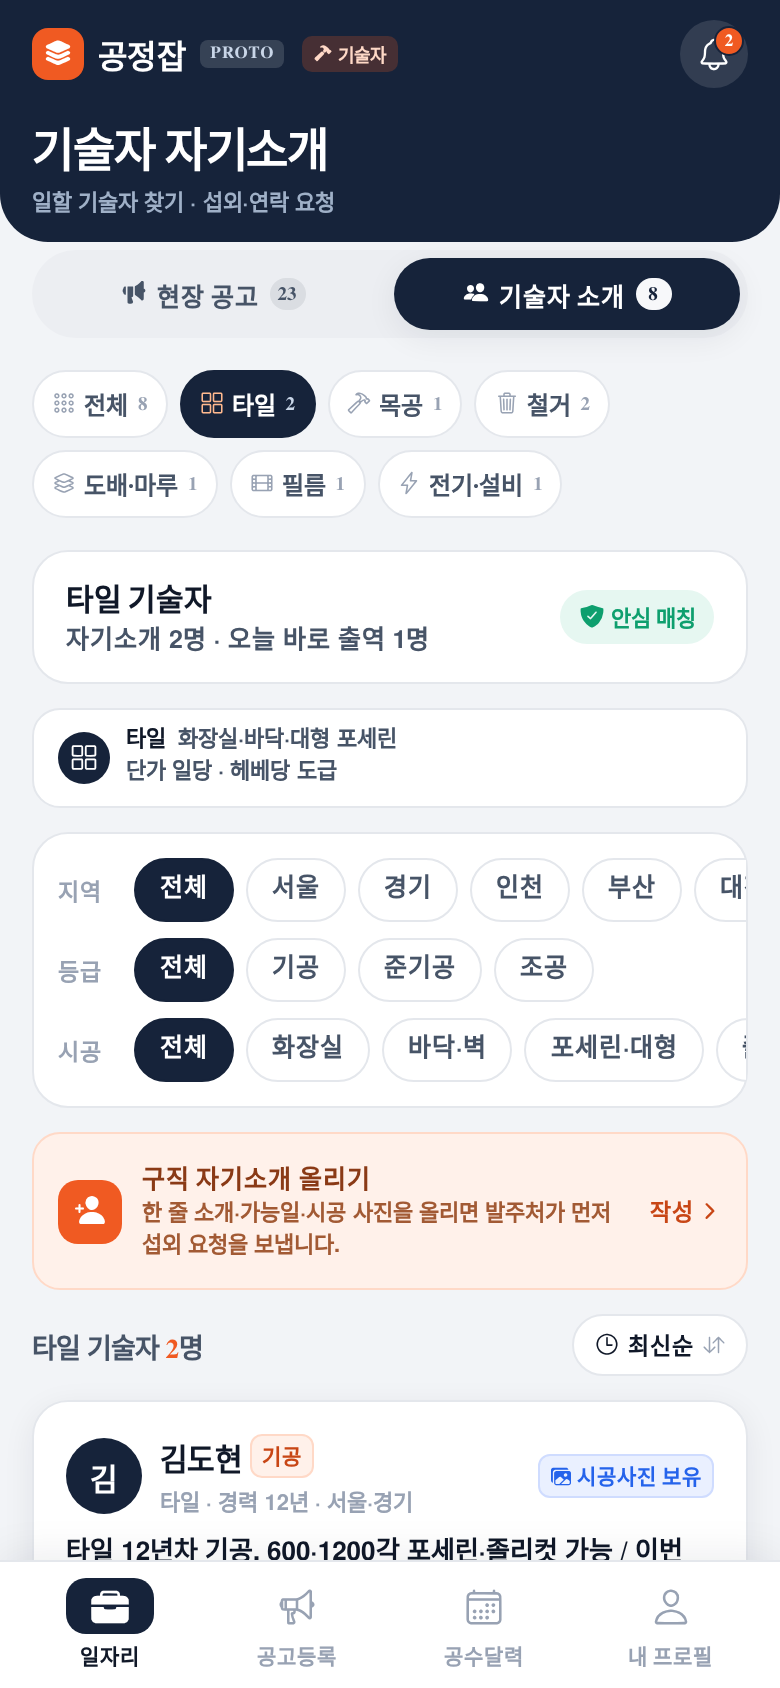 공정잡 PROTO 기술자 2
기술자 자기소개
일할 기술자 찾기 · 섭외·연락 요청
현장 공고 23 기술자 소개 8
전체 8 타일 2 목공 1 철거 2
도배·마루 1 필름 1 전기·설비 1
타일 기술자
자기소개 2명 · 오늘 바로 출역 1명
안심 매칭
타일 화장실·바닥·대형 포세린
단가 일당 · 헤베당 도급
지역 전체 서울 경기 인천 부산
등급 전체 기공 준기공 조공
시공 전체 화장실 바닥·벽 포세린·대형
구직 자기소개 올리기
한 줄 소개·가능일·시공 사진을 올리면 발주처가 먼저
섭외 요청을 보냅니다.
작성
타일 기술자 2명 최신순
김 김도현 기공
타일 · 경력 12년 · 서울·경기
시공사진 보유
타일 12년차 기공. 600·1200각 포세린·졸리컷 가능 / 이번
일자리 공고등록 공수달력 내 프로필